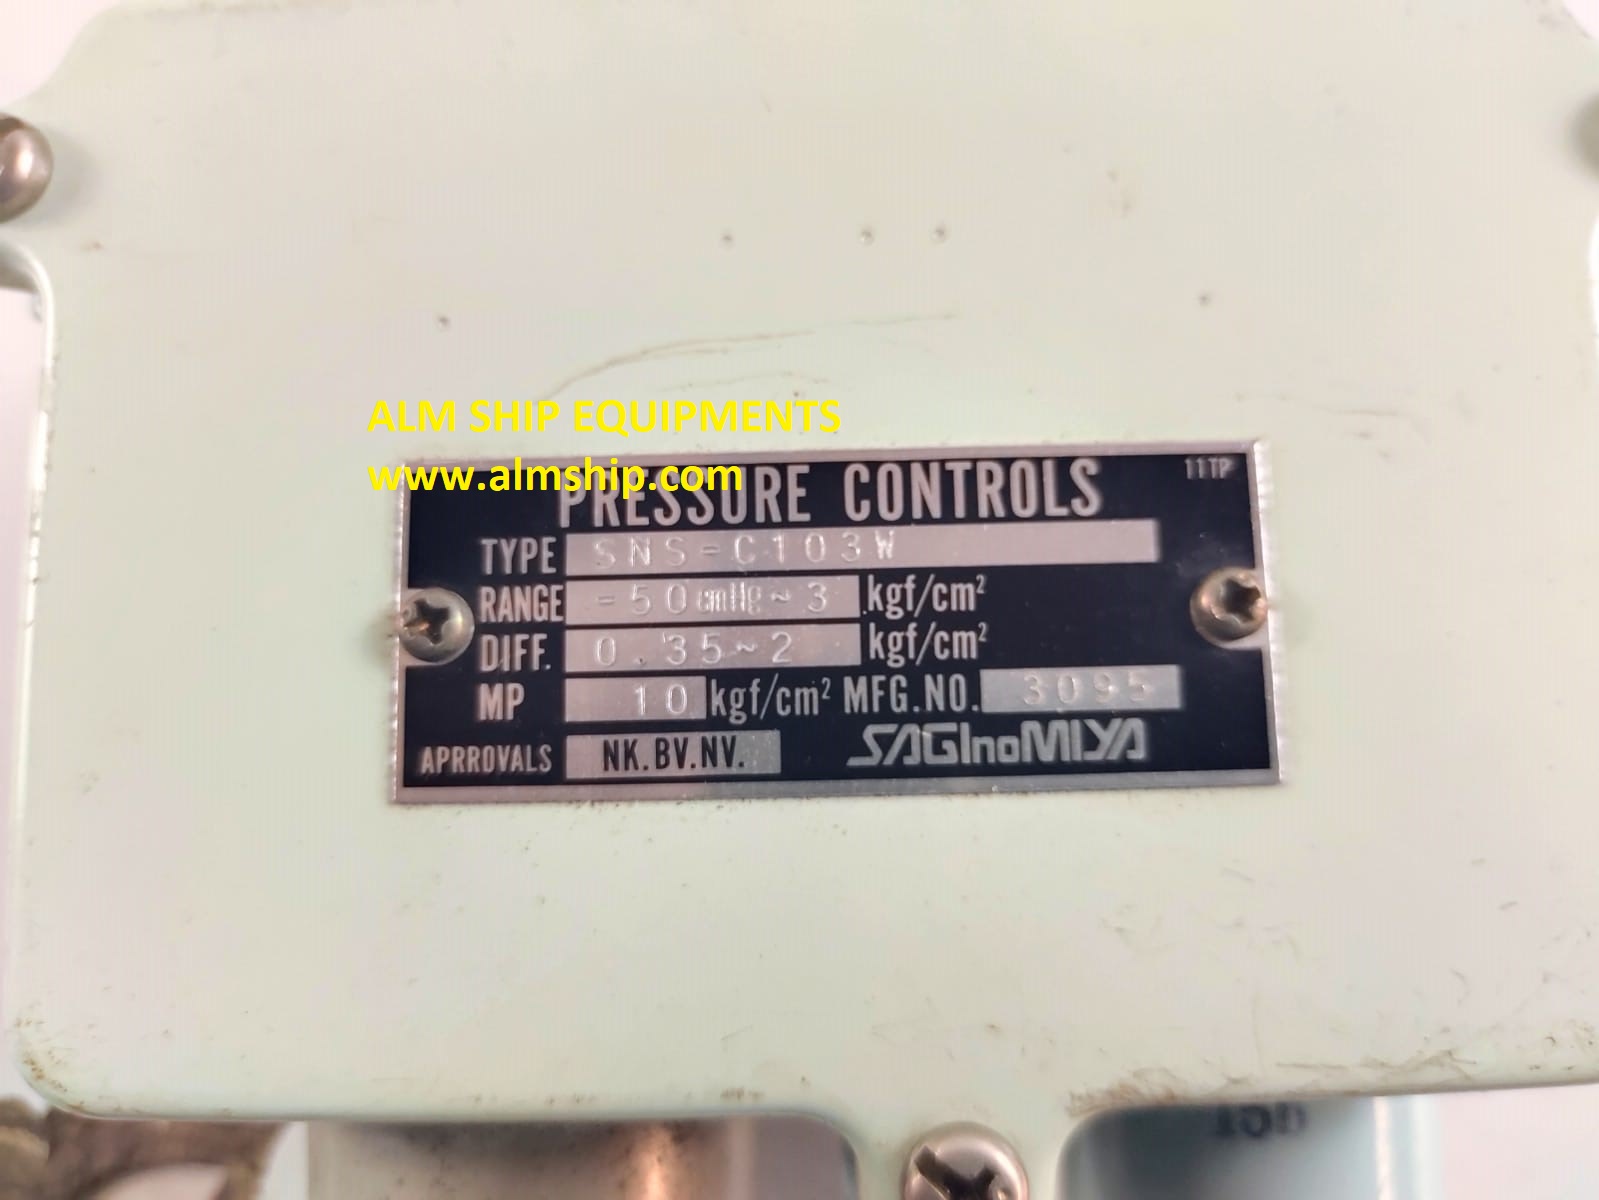 ALM SHIP EQUIPMENTS
www.almship.com
PRESSURE CONTROLS 11TP
TYPE SNS-C103W
RANGE -50cmHg~3 kgf/cm²
DIFF. 0.35~2 kgf/cm²
MP 10 kgf/cm² MFG.NO. 3095
APRROVALS NK.BV.NV. SAGInoMIYA